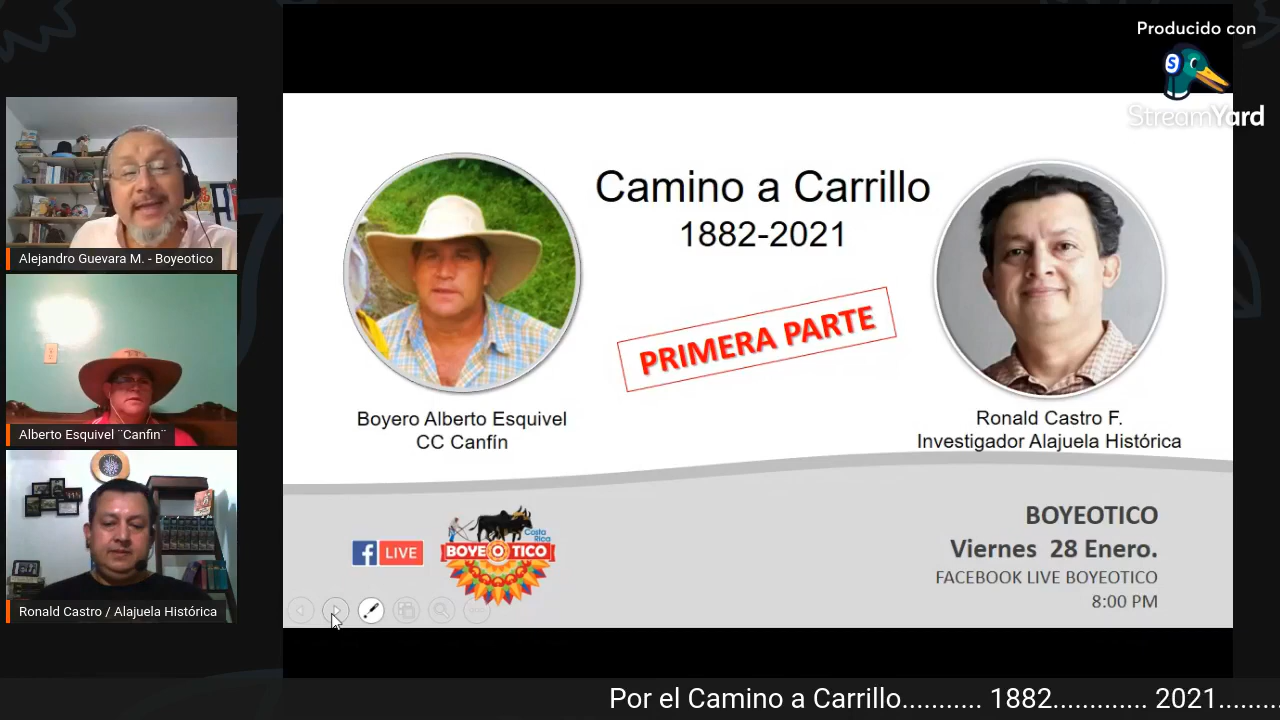 Producido con
StreamYard
Alejandro Guevara M. - Boyeotico
Alberto Esquivel ¨Canfin¨
Ronald Castro / Alajuela Histórica
Camino a Carrillo
1882-2021
PRIMERA PARTE
Boyero Alberto Esquivel
CC Canfín
Ronald Castro F.
Investigador Alajuela Histórica
LIVE
Costa
Rica
BOYEOTICO
BOYEOTICO
Viernes 28 Enero.
FACEBOOK LIVE BOYEOTICO
8:00 PM
Por el Camino a Carrillo........... 1882............. 2021........